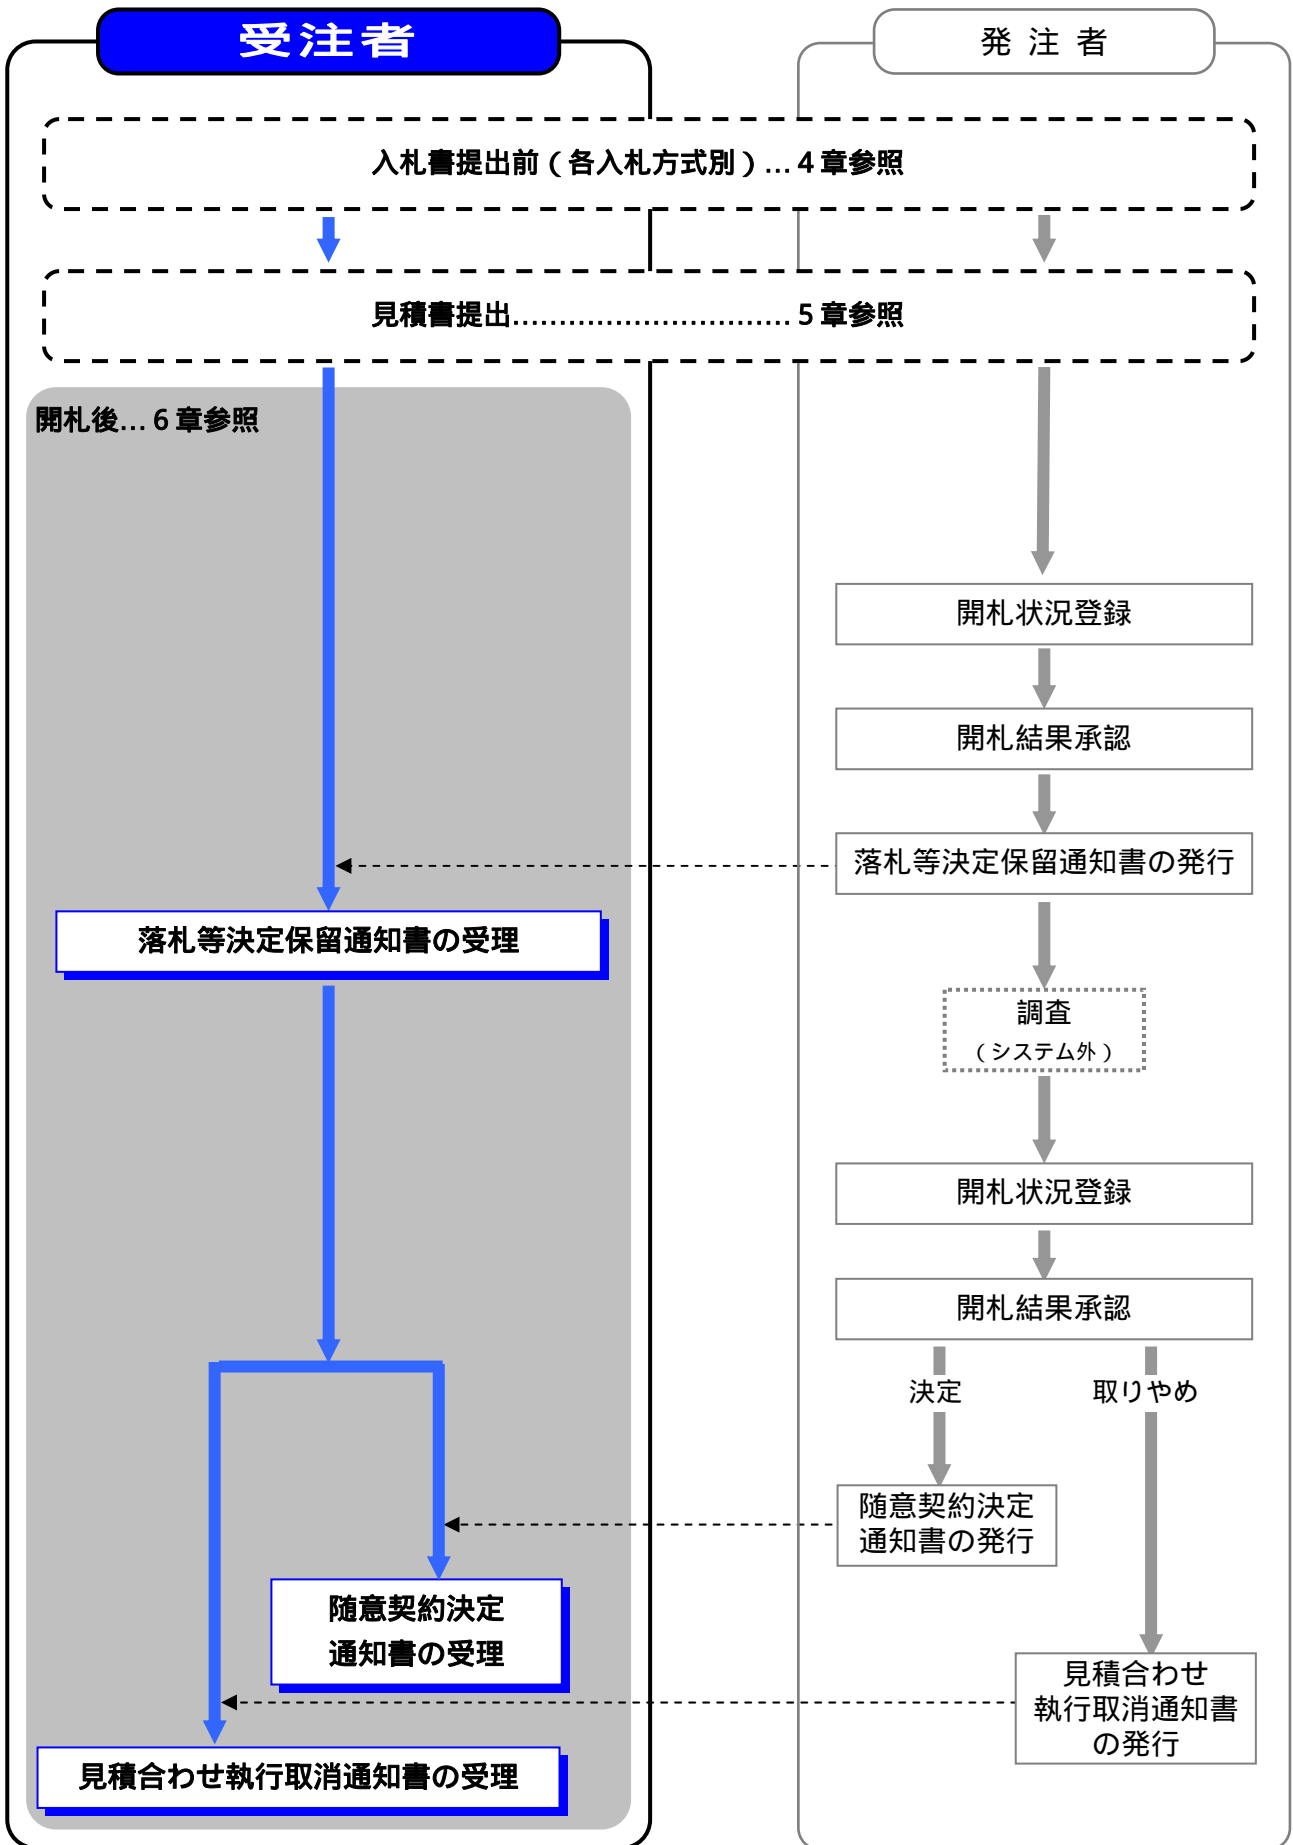 受注者
発 注 者
入札書提出前（各入札方式別）…４章参照
見積書提出…………………………５章参照
開札後…６章参照
開札状況登録
開札結果承認
落札等決定保留通知書の発行
落札等決定保留通知書の受理
調査
（システム外）
開札状況登録
開札結果承認
決定
取りやめ
随意契約決定
通知書の発行
随意契約決定
通知書の受理
見積合わせ
執行取消通知書
の発行
見積合わせ執行取消通知書の受理